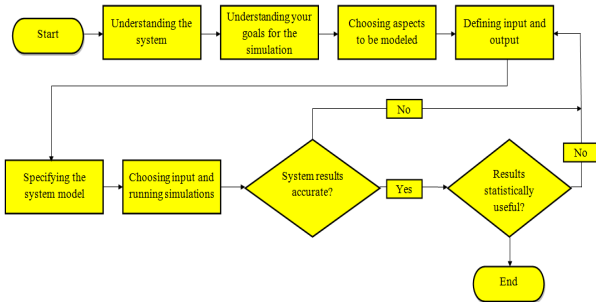 Start
Understanding the
system
Understanding your
goals for the
simulation
Choosing aspects
to be modeled
Defining input and
output
No
No
Specifying the
system model
Choosing input and
running simulations
System results
accurate?
Yes
Results
statistically
useful?
End